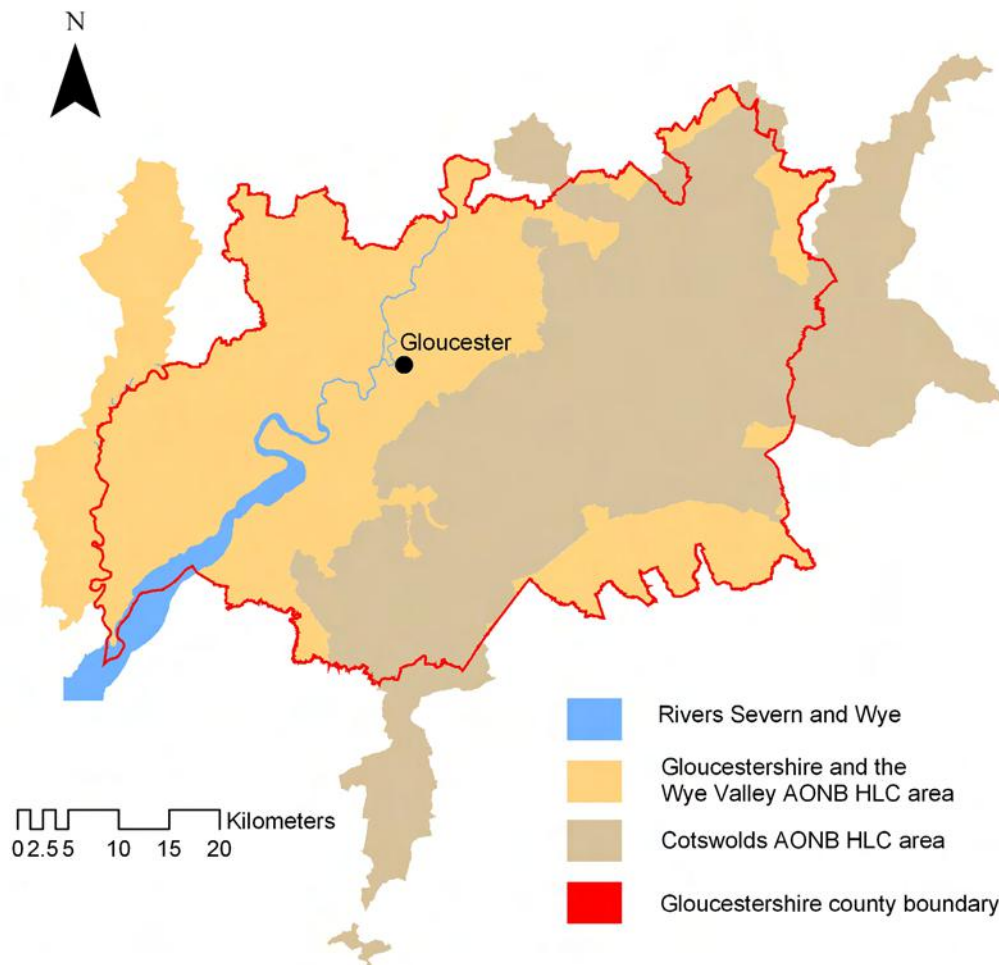 N
Gloucester
Rivers Severn and Wye
Gloucestershire and the
Wye Valley AONB HLC area
Kilometers
0 2.5 5 10 15 20
Cotswolds AONB HLC area
Gloucestershire county boundary